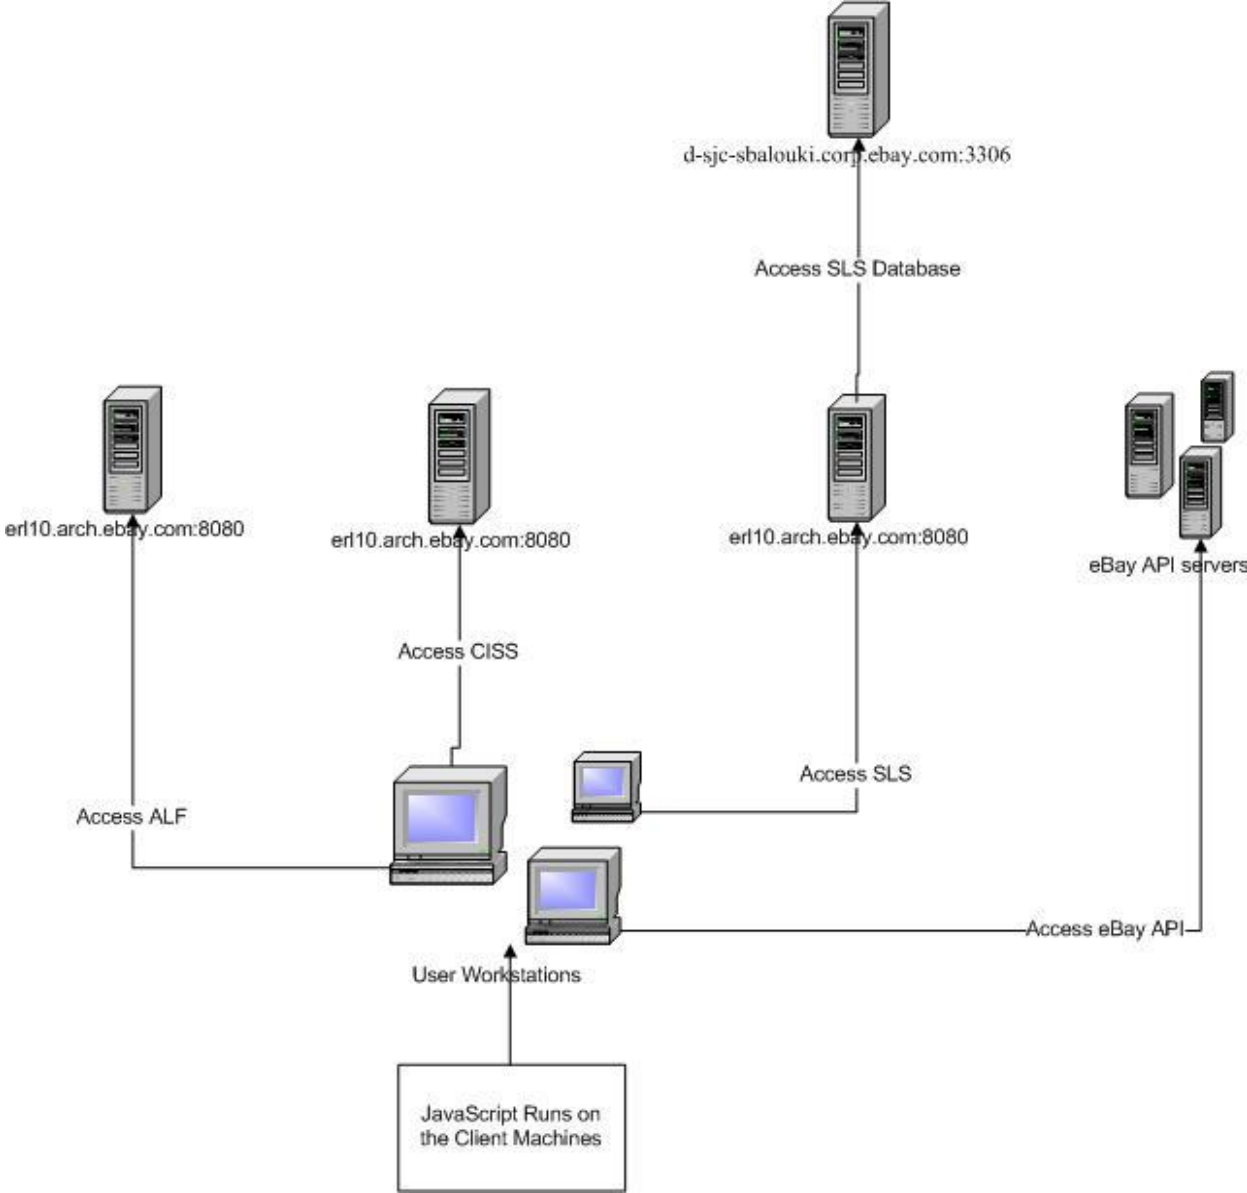 d-sjc-sbalouki.corp.ebay.com:3306
Access SLS Database
erl10.arch.ebay.com:8080
erl10.arch.ebay.com:8080
erl10.arch.ebay.com:8080
eBay API servers
Access CISS
Access SLS
Access ALF
Access eBay API
User Workstations
JavaScript Runs on
the Client Machines